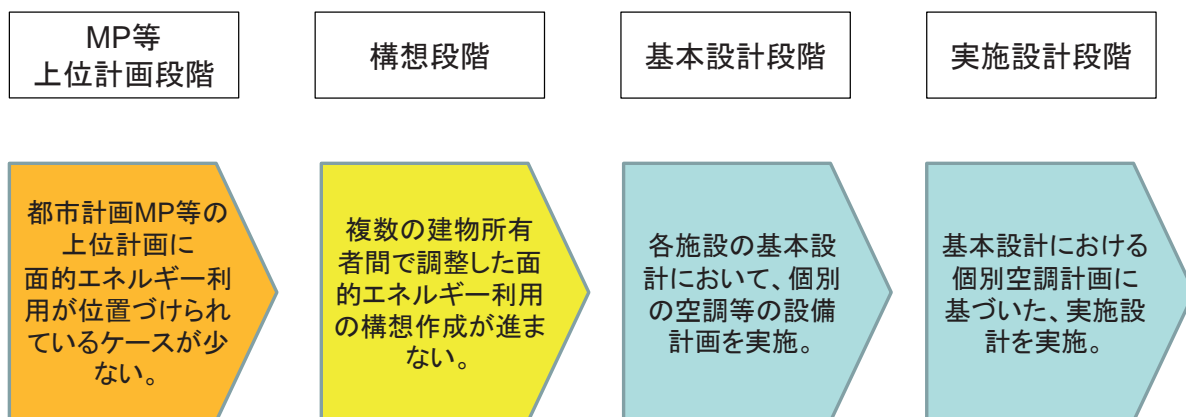 MP等
上位計画段階
構想段階
基本設計段階
実施設計段階
都市計画MP等の
上位計画に
面的エネルギー利
用が位置づけられ
ているケースが少
ない。
複数の建物所有
者間で調整した面
的エネルギー利用
の構想作成が進ま
ない。
各施設の基本設
計において、個別
の空調等の設備
計画を実施。
基本設計における
個別空調計画に
基づいた、実施設
計を実施。